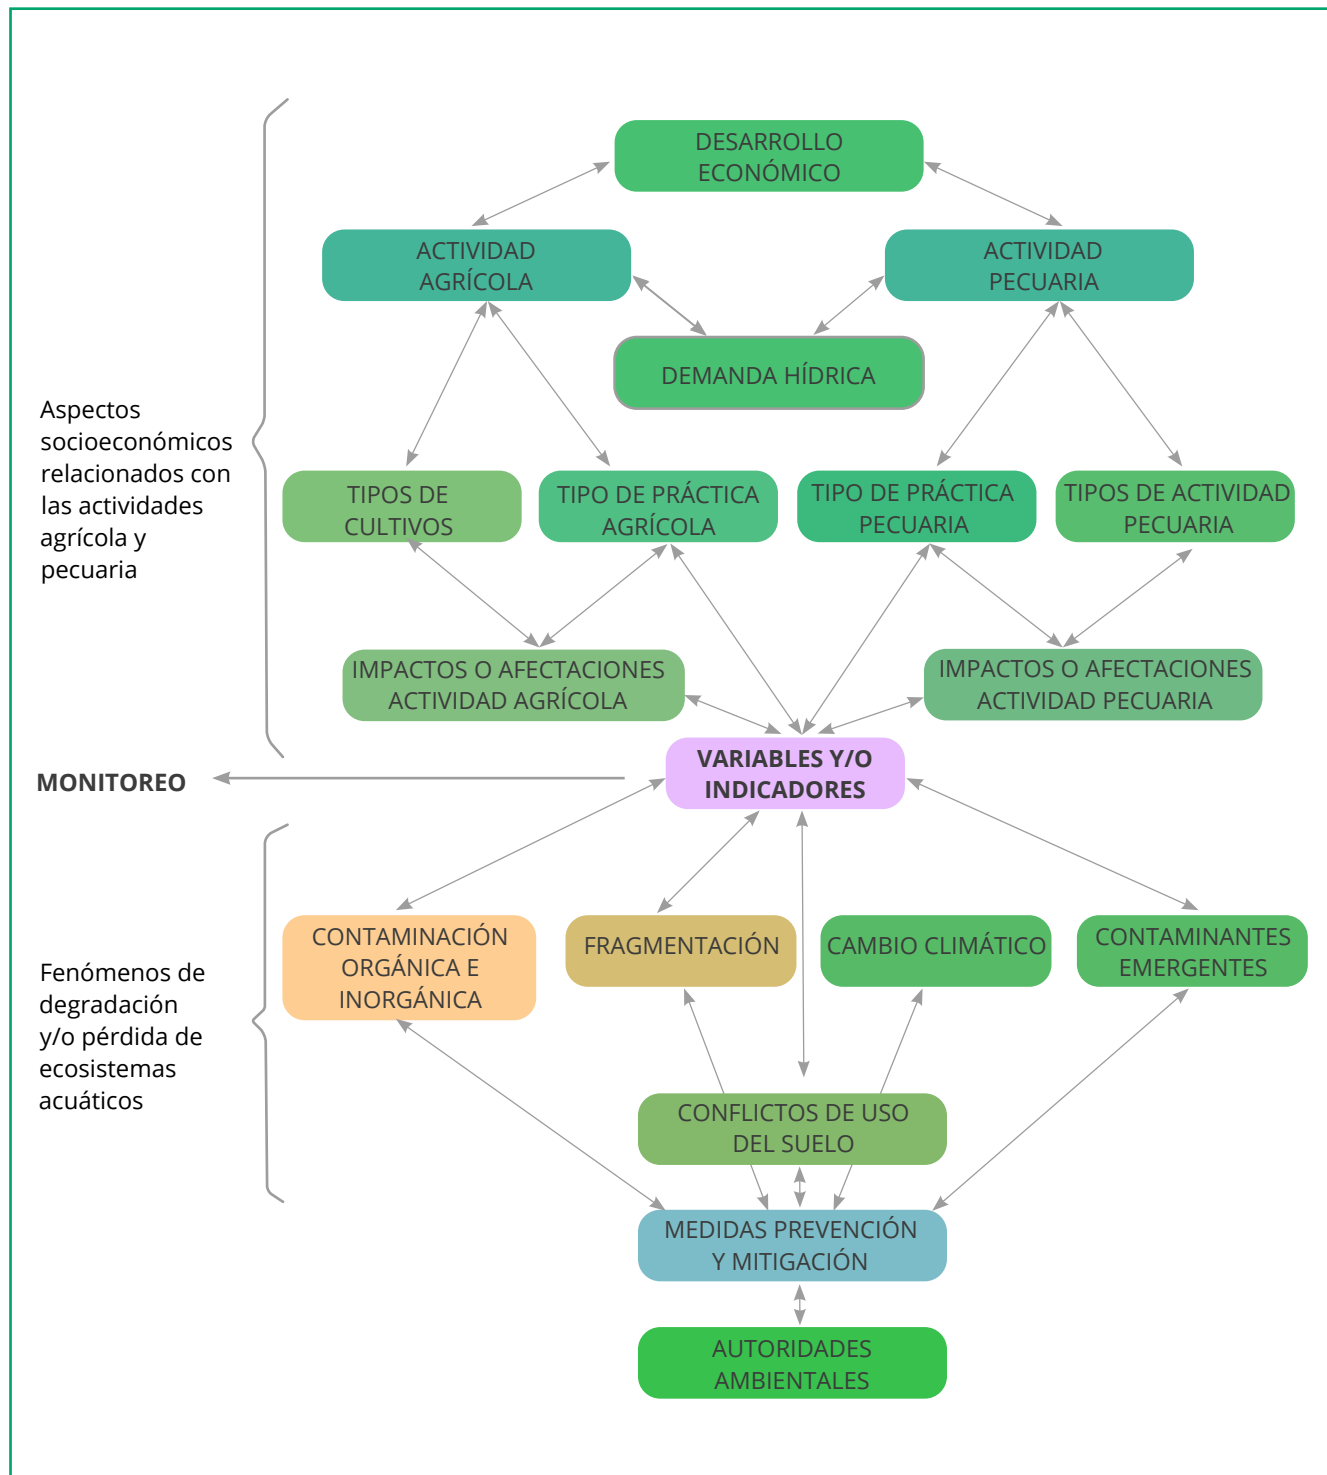 DESARROLLO
ECONÓMICO
ACTIVIDAD
AGRÍCOLA
ACTIVIDAD
PECUARIA
DEMANDA HÍDRICA
Aspectos
socioeconómicos
relacionados con
las actividades
agrícola y
pecuaria
TIPOS DE
CULTIVOS
TIPO DE PRÁCTICA
AGRÍCOLA
TIPO DE PRÁCTICA
PECUARIA
TIPOS DE ACTIVIDAD
PECUARIA
IMPACTOS O AFECTACIONES
ACTIVIDAD AGRÍCOLA
IMPACTOS O AFECTACIONES
ACTIVIDAD PECUARIA
MONITOREO
VARIABLES Y/O
INDICADORES
Fenómenos de
degradación
y/o pérdida de
ecosistemas
acuáticos
CONTAMINACIÓN
ORGÁNICA E
INORGÁNICA
FRAGMENTACIÓN
CAMBIO CLIMÁTICO
CONTAMINANTES
EMERGENTES
CONFLICTOS DE USO
DEL SUELO
MEDIDAS PREVENCIÓN
Y MITIGACIÓN
AUTORIDADES
AMBIENTALES